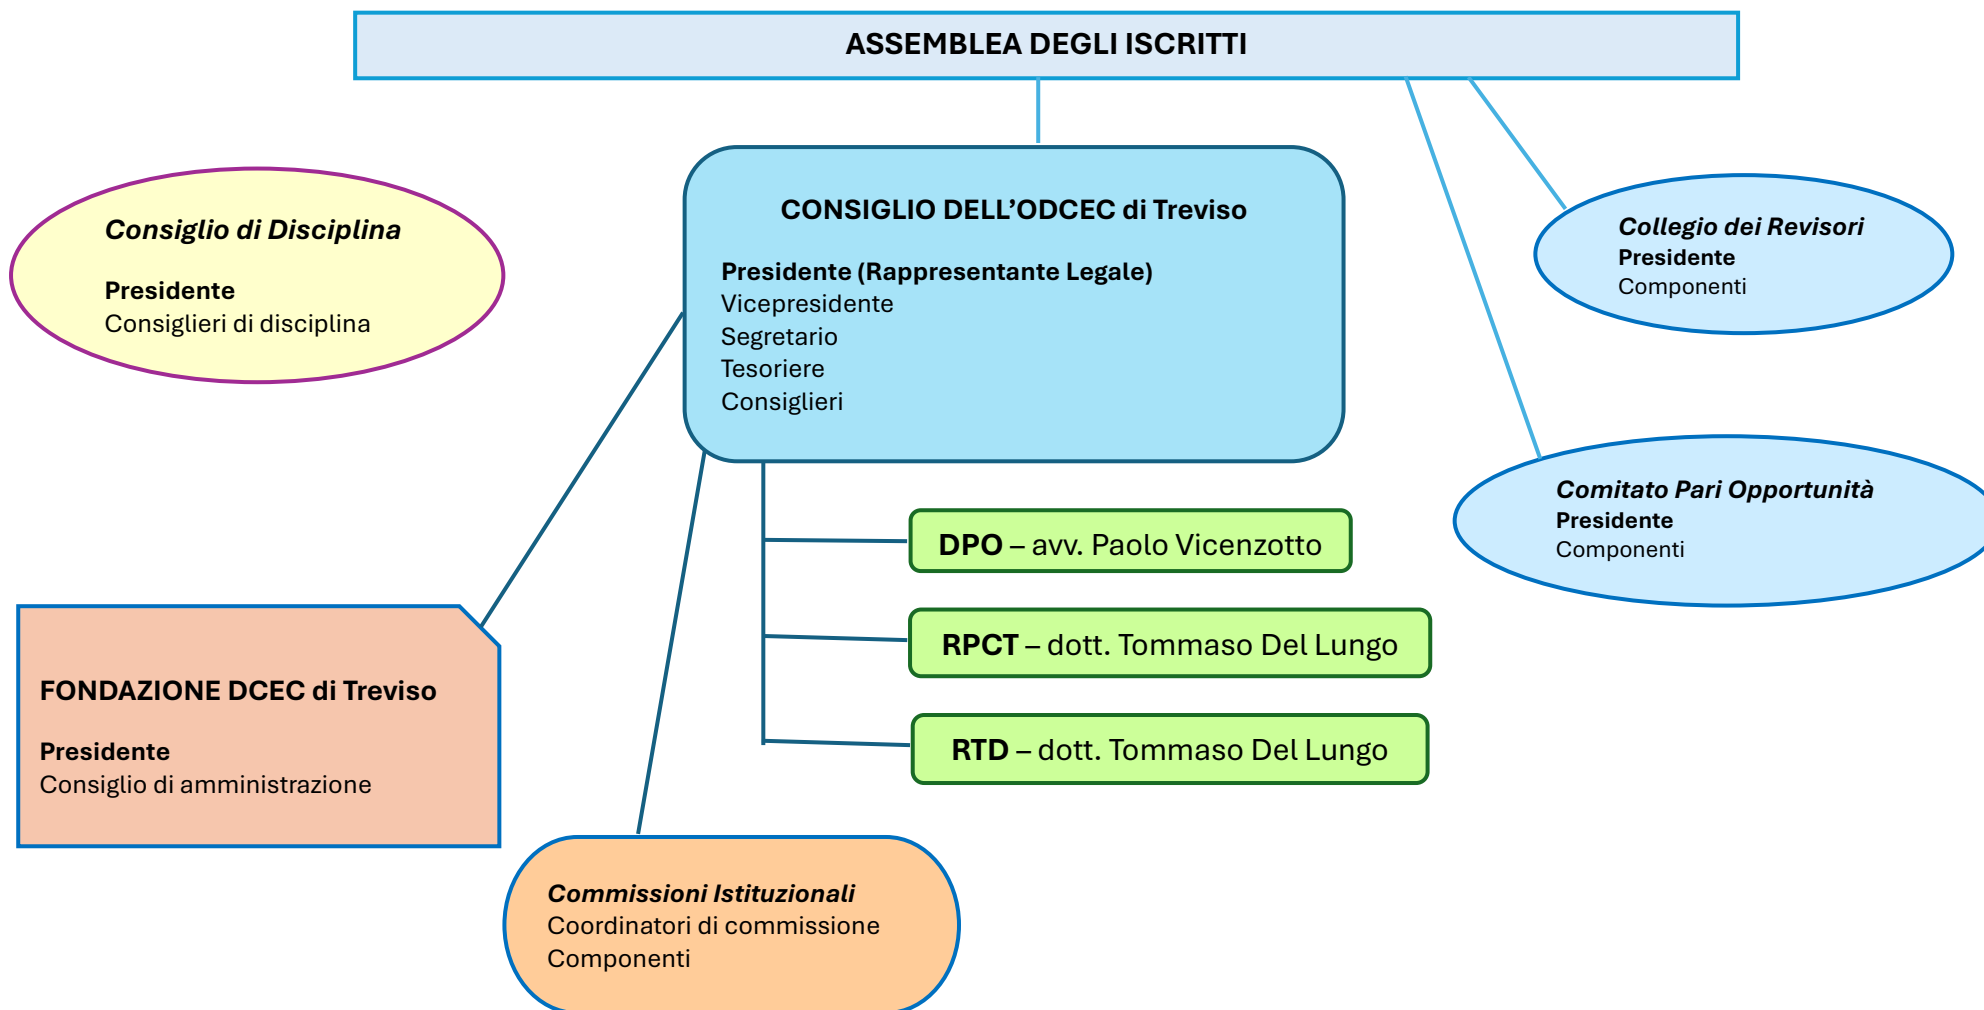 ASSEMBLEA DEGLI ISCRITTI
Consiglio di Disciplina
Presidente
Consiglieri di disciplina
CONSIGLIO DELL’ODCEC di Treviso
Presidente (Rappresentante Legale)
Vicepresidente
Segretario
Tesoriere
Consiglieri
Collegio dei Revisori
Presidente
Componenti
Comitato Pari Opportunità
Presidente
Componenti
DPO – avv. Paolo Vicenzotto
RPCT – dott. Tommaso Del Lungo
RTD – dott. Tommaso Del Lungo
FONDAZIONE DCEC di Treviso
Presidente
Consiglio di amministrazione
Commissioni Istituzionali
Coordinatori di commissione
Componenti